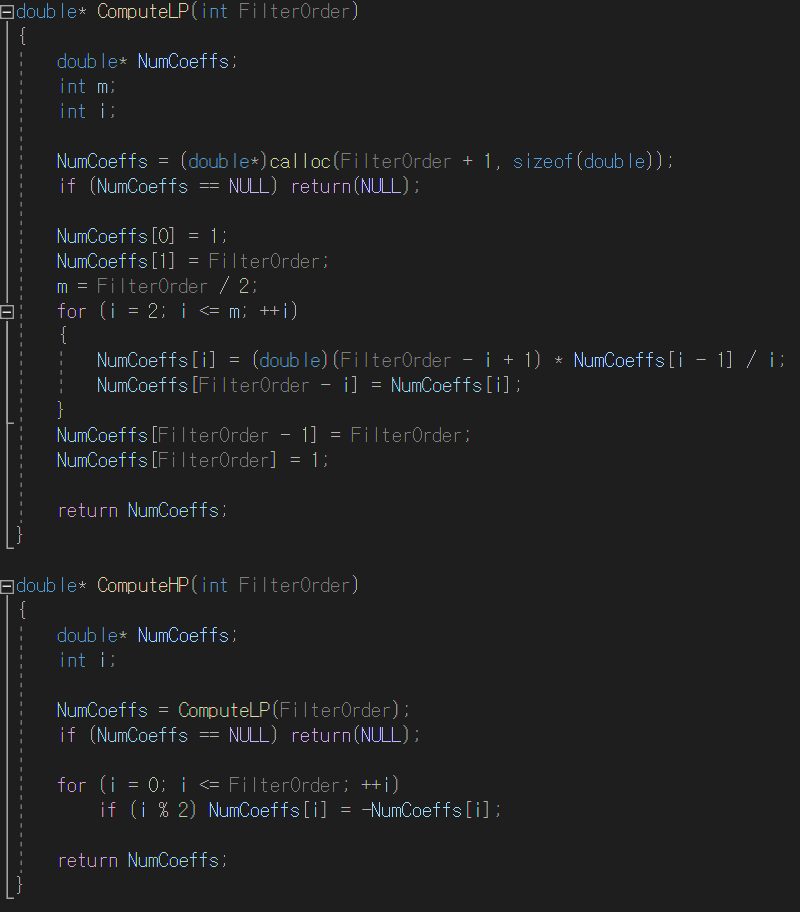 double* ComputeLP(int FilterOrder)
{
    double* NumCoeffs;
    int m;
    int i;
    NumCoeffs = (double*)calloc(FilterOrder + 1, sizeof(double));
    if (NumCoeffs == NULL) return(NULL);
    NumCoeffs[0] = 1;
    NumCoeffs[1] = FilterOrder;
    m = FilterOrder / 2;
    for (i = 2; i <= m; ++i)
    {
        NumCoeffs[i] = (double)(FilterOrder - i + 1) * NumCoeffs[i - 1] / i;
        NumCoeffs[FilterOrder - i] = NumCoeffs[i];
    }
    NumCoeffs[FilterOrder - 1] = FilterOrder;
    NumCoeffs[FilterOrder] = 1;
    return NumCoeffs;
}
double* ComputeHP(int FilterOrder)
{
    double* NumCoeffs;
    int i;
    NumCoeffs = ComputeLP(FilterOrder);
    if (NumCoeffs == NULL) return(NULL);
    for (i = 0; i <= FilterOrder; ++i)
        if (i % 2) NumCoeffs[i] = -NumCoeffs[i];
    return NumCoeffs;
}